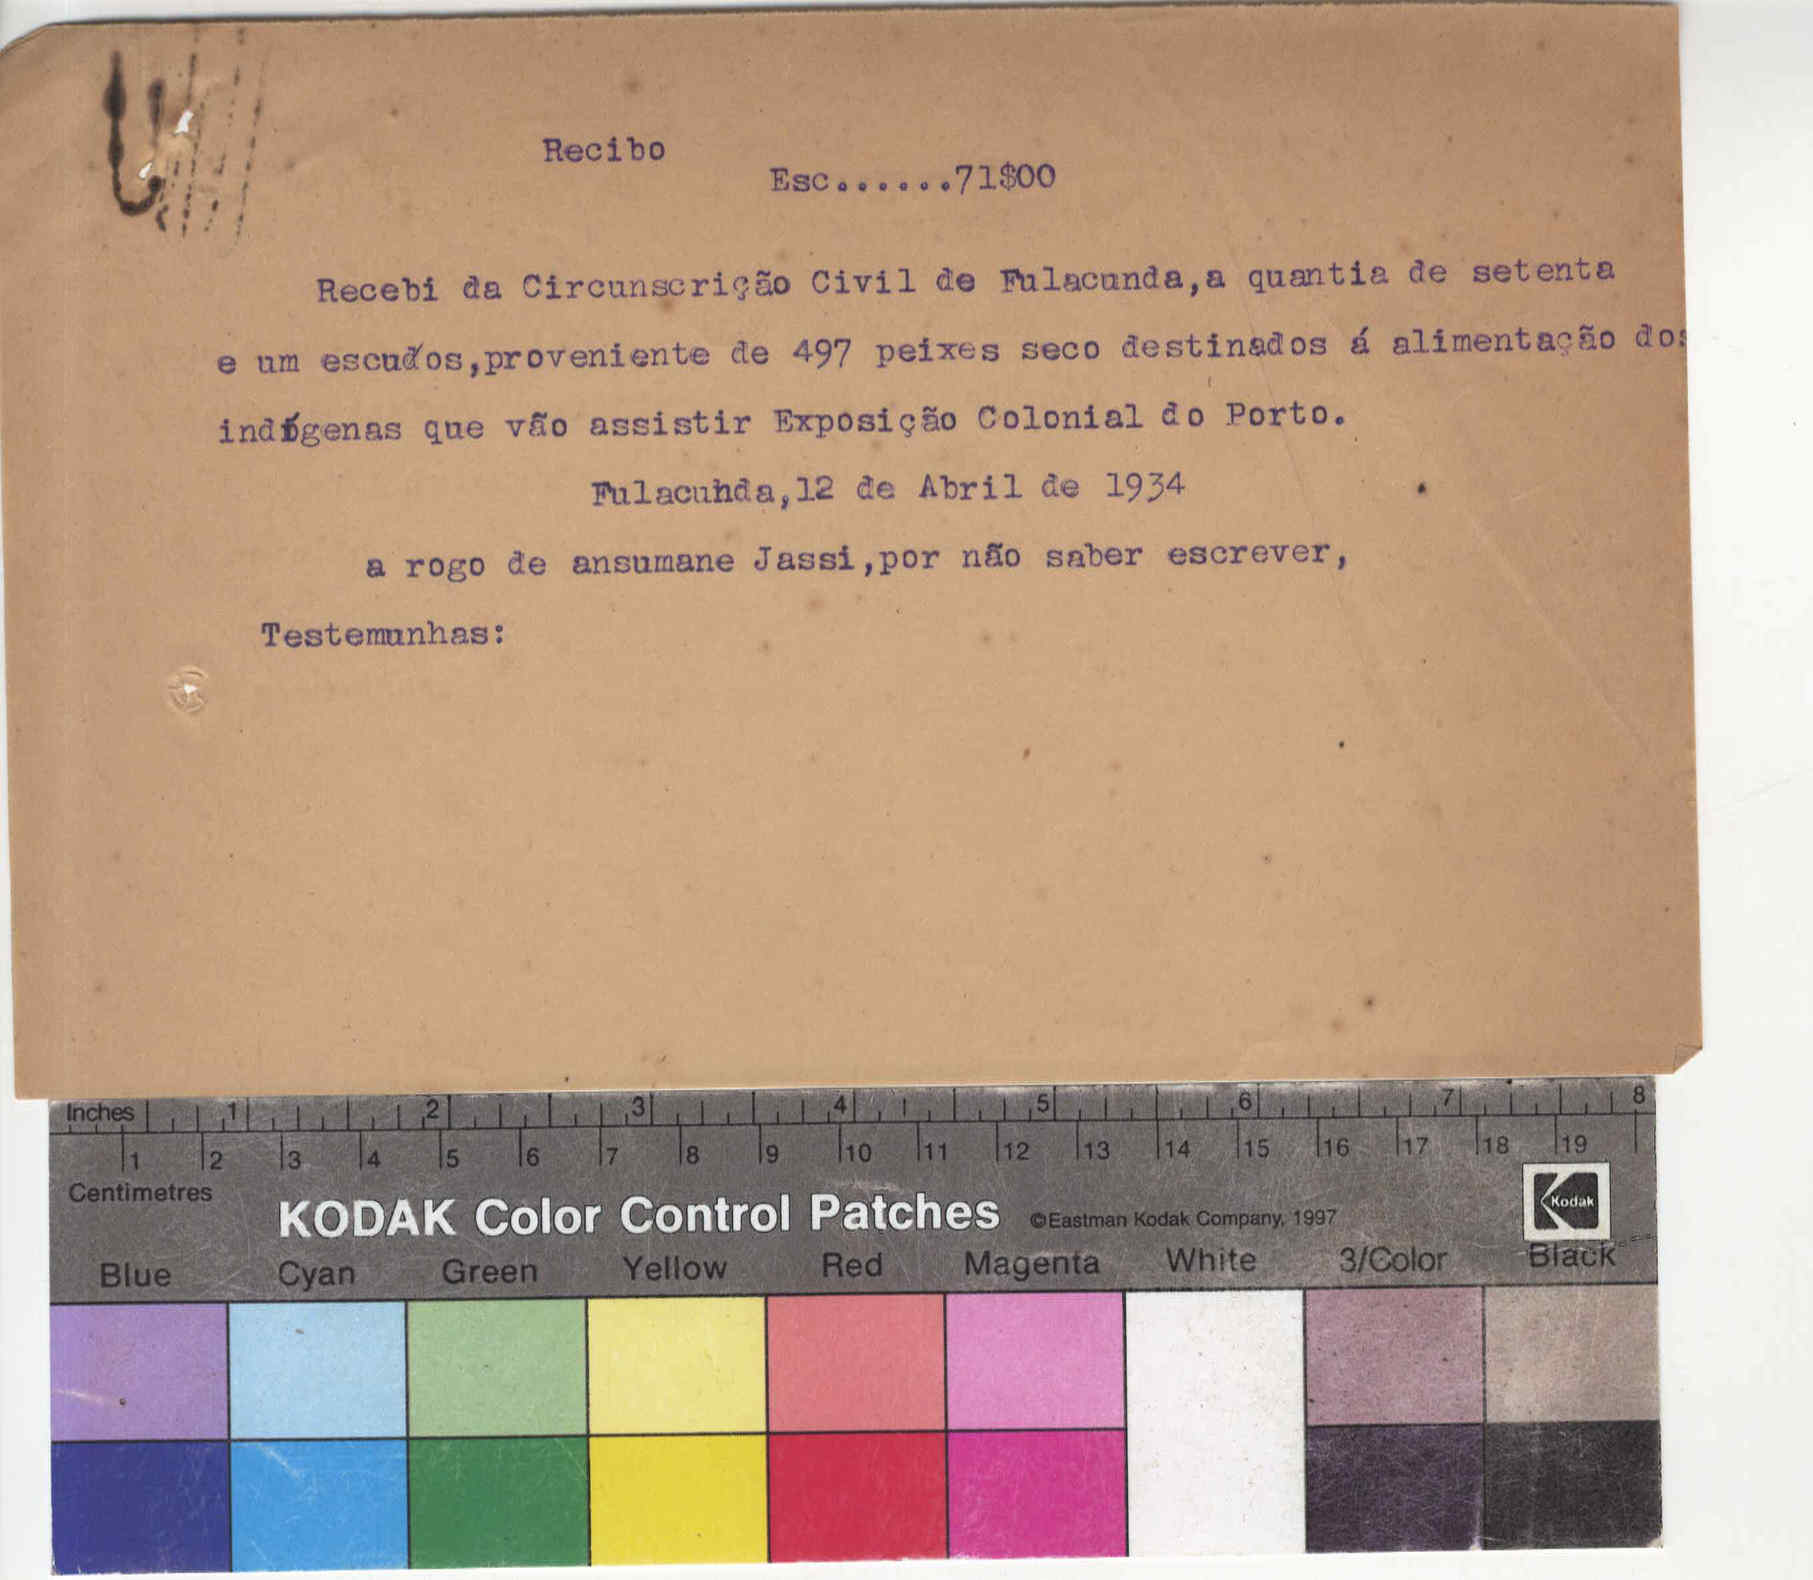 Recibo
Esc......71$00
Recebi da Circunscrição Civil de Fulacunda,a quantia de setenta
e um escudos,proveniente de 497 peixes seco destinados á alimentação dos
indígenas que vão assistir Exposição Colonial do Porto.
Fulacunda,12 de Abril de 1934
a rogo de ansumane Jassi,por não saber escrever,
Testemunhas:
Inches 1 2 3 4 5 6 7 8
1 2 3 4 5 6 7 8 9 10 11 12 13 14 15 16 17 18 19
Centimetres
KODAK Color Control Patches ©Eastman Kodak Company, 1997 Kodak
Blue Cyan Green Yellow Red Magenta White 3/Color Black